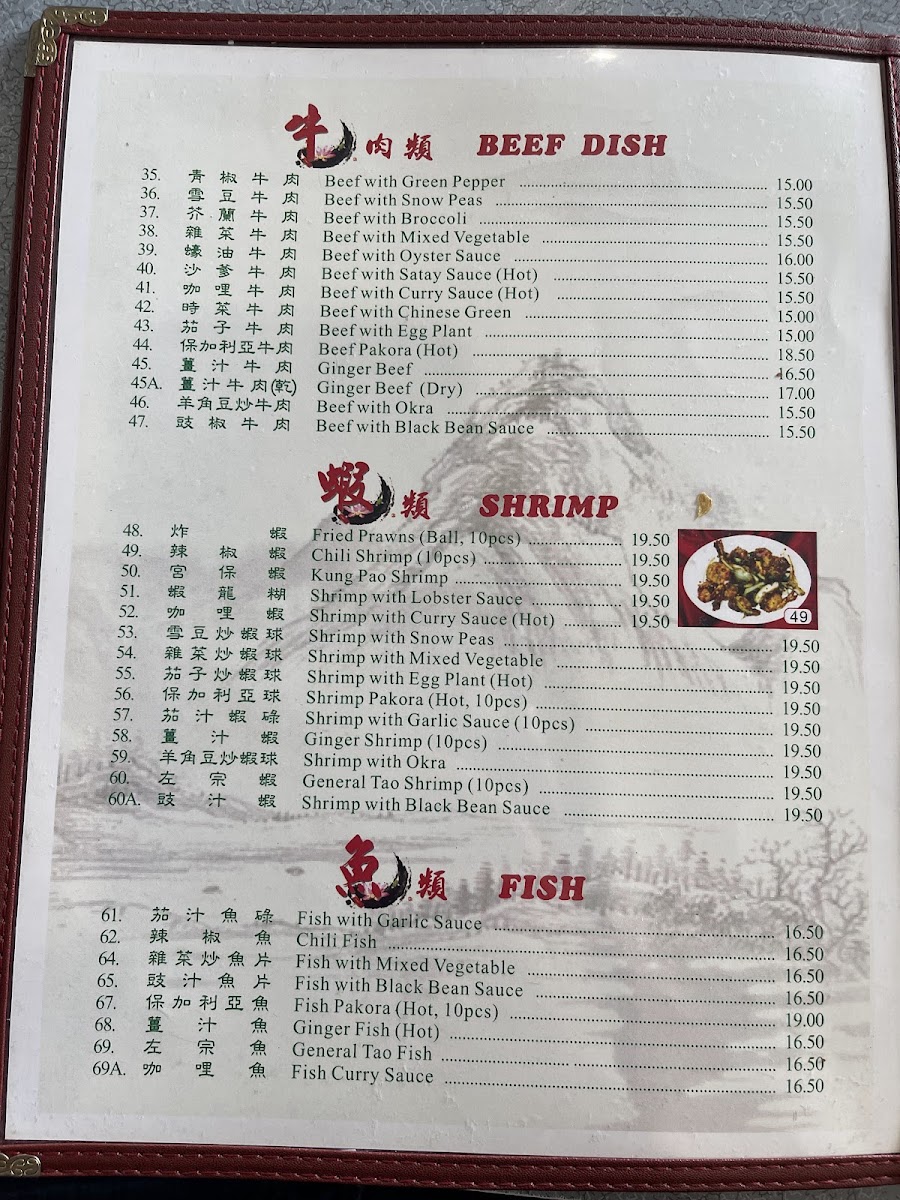 牛肉類 BEEF DISH
35. 青椒牛肉 Beef with Green Pepper 15.00
36. 雪豆牛肉 Beef with Snow Peas 15.50
37. 芥蘭牛肉 Beef with Broccoli 15.50
38. 雜菜牛肉 Beef with Mixed Vegetable 15.50
39. 蠔油牛肉 Beef with Oyster Sauce 16.00
40. 沙爹牛肉 Beef with Satay Sauce (Hot) 15.50
41. 咖哩牛肉 Beef with Curry Sauce (Hot) 15.50
42. 時菜牛肉 Beef with Chinese Green 15.00
43. 茄子牛肉 Beef with Egg Plant 15.00
44. 保加利亞牛肉 Beef Pakora (Hot) 18.50
45. 薑汁牛肉 Ginger Beef 16.50
45A. 薑汁牛肉(乾) Ginger Beef (Dry) 17.00
46. 羊角豆炒牛肉 Beef with Okra 15.50
47. 豉椒牛肉 Beef with Black Bean Sauce 15.50
蝦類 SHRIMP
48. 炸蝦 Fried Prawns (Ball, 10pcs) 19.50
49. 辣椒蝦 Chili Shrimp (10pcs) 19.50
50. 宮保蝦 Kung Pao Shrimp 19.50
51. 蝦龍糊 Shrimp with Lobster Sauce 19.50
52. 咖哩蝦 Shrimp with Curry Sauce (Hot) 19.50
49
53. 雪豆炒蝦球 Shrimp with Snow Peas 19.50
54. 雜菜炒蝦球 Shrimp with Mixed Vegetable 19.50
55. 茄子炒蝦球 Shrimp with Egg Plant (Hot) 19.50
56. 保加利亞球 Shrimp Pakora (Hot, 10pcs) 19.50
57. 茄汁蝦碌 Shrimp with Garlic Sauce (10pcs) 19.50
58. 薑汁蝦 Ginger Shrimp (10pcs) 19.50
59. 羊角豆炒蝦球 Shrimp with Okra 19.50
60. 左宗蝦 General Tao Shrimp (10pcs) 19.50
60A. 豉汁蝦 Shrimp with Black Bean Sauce 19.50
魚類 FISH
61. 茄汁魚碌 Fish with Garlic Sauce 16.50
62. 辣椒魚 Chili Fish 16.50
64. 雜菜炒魚片 Fish with Mixed Vegetable 16.50
65. 豉汁魚片 Fish with Black Bean Sauce 16.50
67. 保加利亞魚 Fish Pakora (Hot, 10pcs) 19.00
68. 薑汁魚 Ginger Fish (Hot) 16.50
69. 左宗魚 General Tao Fish 16.50
69A. 咖哩魚 Fish Curry Sauce 16.50